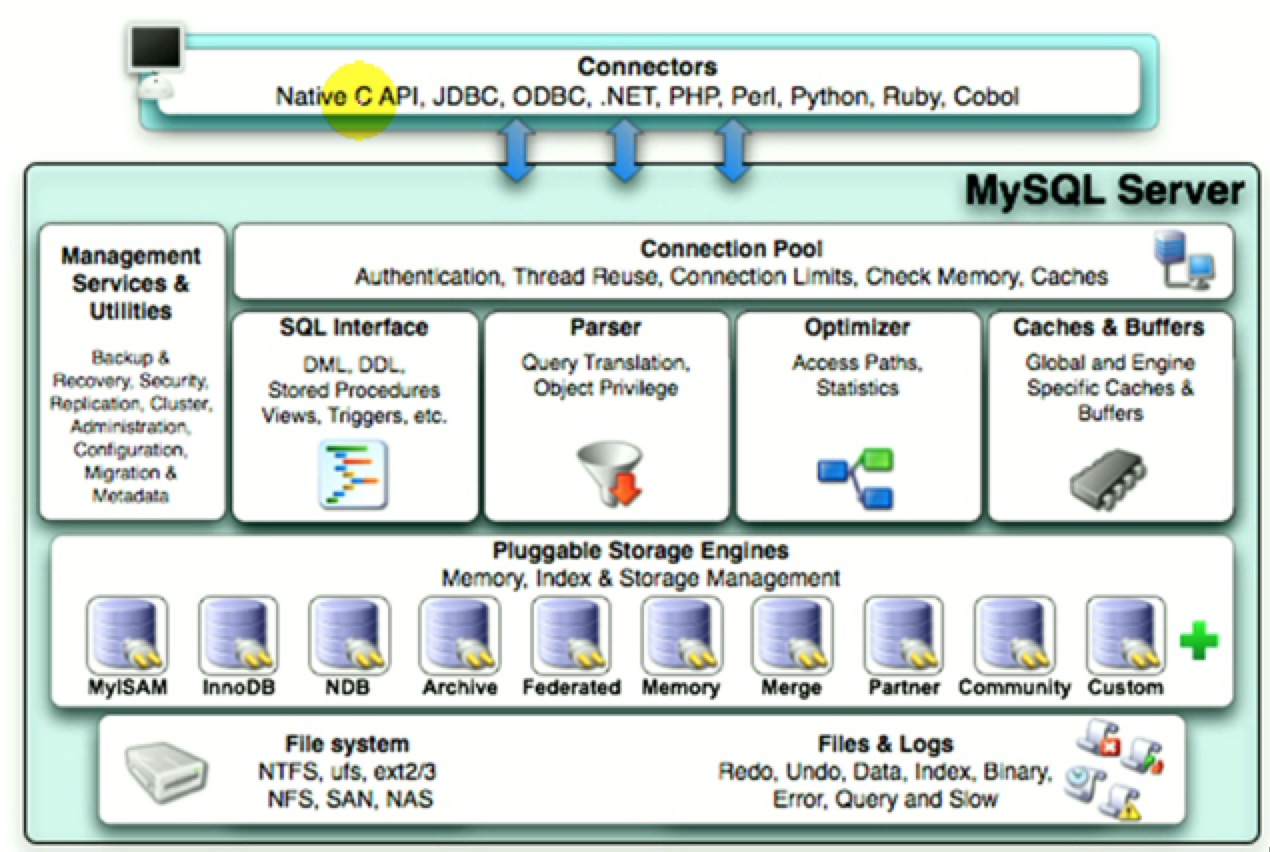 Connectors
Native C API, JDBC, ODBC, .NET, PHP, Perl, Python, Ruby, Cobol
MySQL Server
Management
Services &
Utilities
Backup &
Recovery, Security,
Replication, Cluster,
Administration,
Configuration,
Migration &
Metadata
Connection Pool
Authentication, Thread Reuse, Connection Limits, Check Memory, Caches
SQL Interface
DML, DDL,
Stored Procedures
Views, Triggers, etc.
Parser
Query Translation,
Object Privilege
Optimizer
Access Paths,
Statistics
Caches & Buffers
Global and Engine
Specific Caches &
Buffers
Pluggable Storage Engines
Memory, Index & Storage Management
MyISAM
InnoDB
NDB
Archive
Federated
Memory
Merge
Partner
Community
Custom
File system
NTFS, ufs, ext2/3
NFS, SAN, NAS
Files & Logs
Redo, Undo, Data, Index, Binary,
Error, Query and Slow